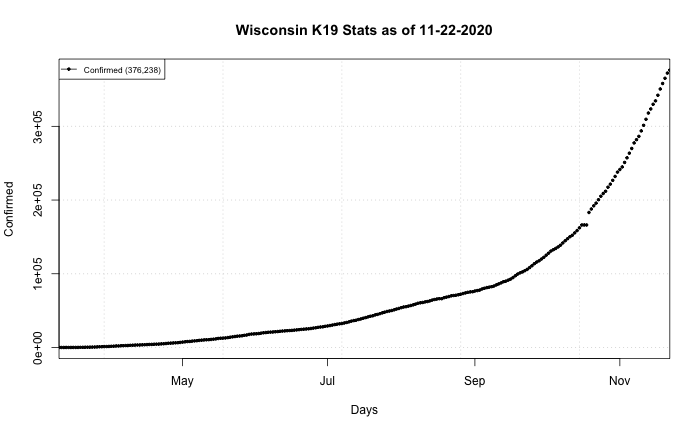 Wisconsin K19 Stats as of 11-22-2020
Confirmed (376,238)
3e+05
2e+05
1e+05
0e+00
Confirmed
May Jul Sep Nov
Days